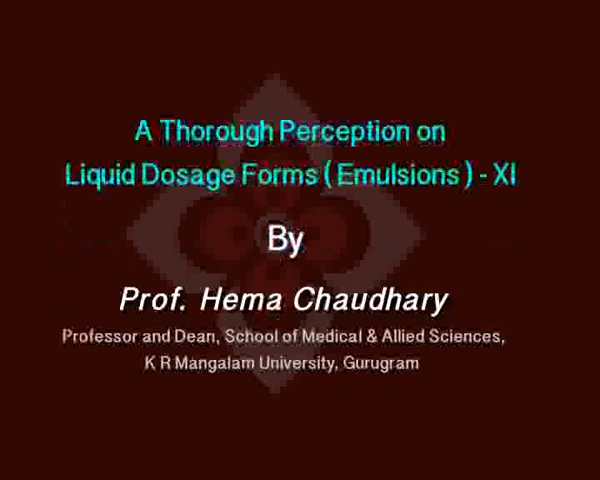 A Thorough Perception on
Liquid Dosage Forms ( Emulsions ) - XI
By
Prof. Hema Chaudhary
Professor and Dean, School of Medical & Allied Sciences,
K R Mangalam University, Gurugram